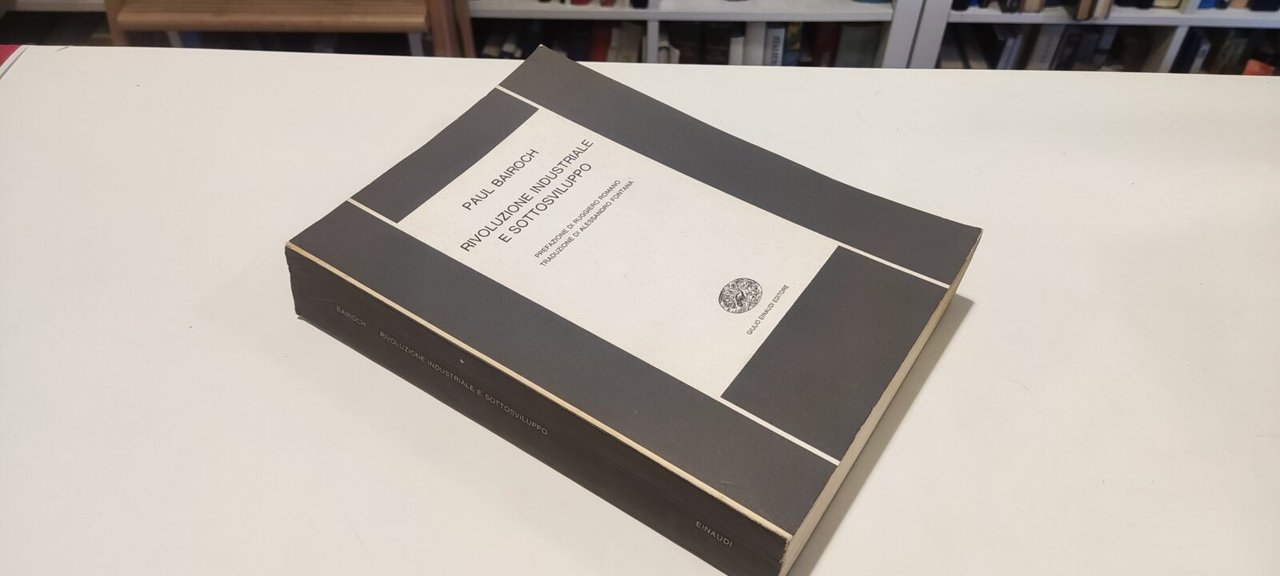 PAUL BAIROCH
RIVOLUZIONE INDUSTRIALE
E SOTTOSVILUPPO
PREFAZIONE DI RUGGIERO ROMANO
TRADUZIONE DI ALESSANDRO FONTANA
GIULIO EINAUDI EDITORE
BAIROCH RIVOLUZIONE INDUSTRIALE E SOTTOSVILUPPO
EINAUDI